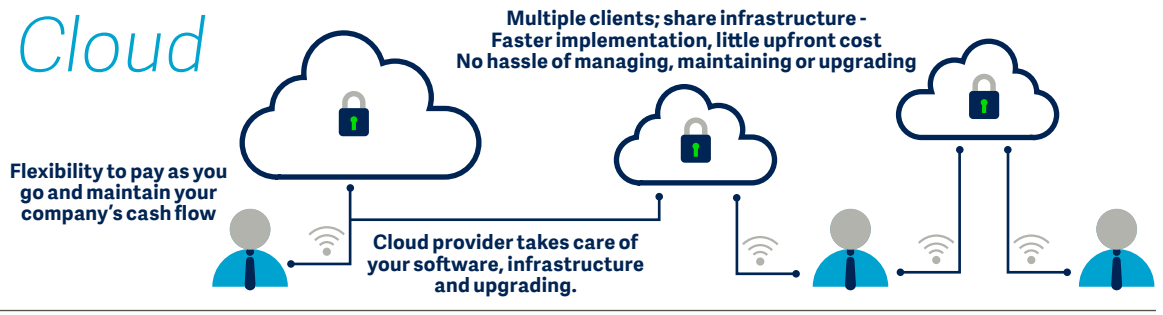 Cloud
Multiple clients; share infrastructure -
Faster implementation, little upfront cost
No hassle of managing, maintaining or upgrading
Flexibility to pay as you
go and maintain your
company's cash flow
Cloud provider takes care of
your software, infrastructure
and upgrading.